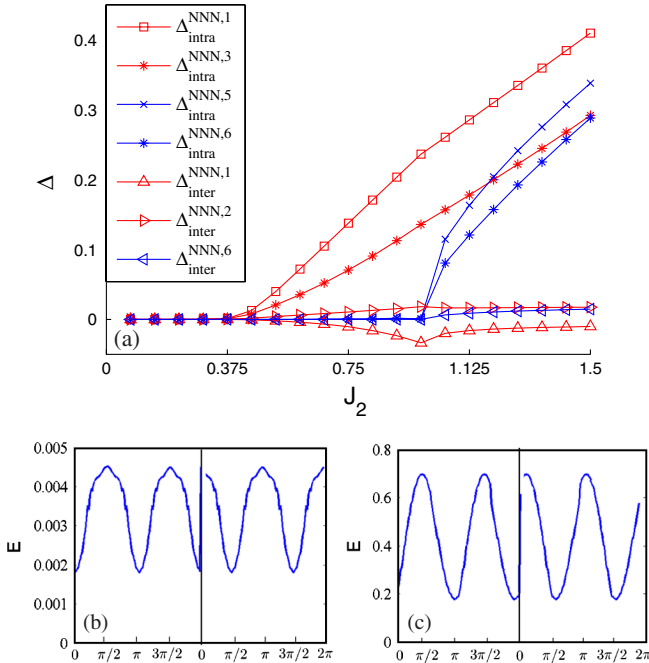 0.4
0.3
0.2
0.1
0
Δ
Δ^{NNN,1}_{intra}
Δ^{NNN,3}_{intra}
Δ^{NNN,5}_{intra}
Δ^{NNN,6}_{intra}
Δ^{NNN,1}_{inter}
Δ^{NNN,2}_{inter}
Δ^{NNN,6}_{inter}
(a)
0 0.375 0.75 1.125 1.5
J_2
0.005
0.004
0.003
0.002
0.001
0
E
(b)
0 π/2 π 3π/2 0 π/2 π 3π/2 2π
0.8
0.6
0.4
0.2
0
E
(c)
0 π/2 π 3π/2 0 π/2 π 3π/2 2π